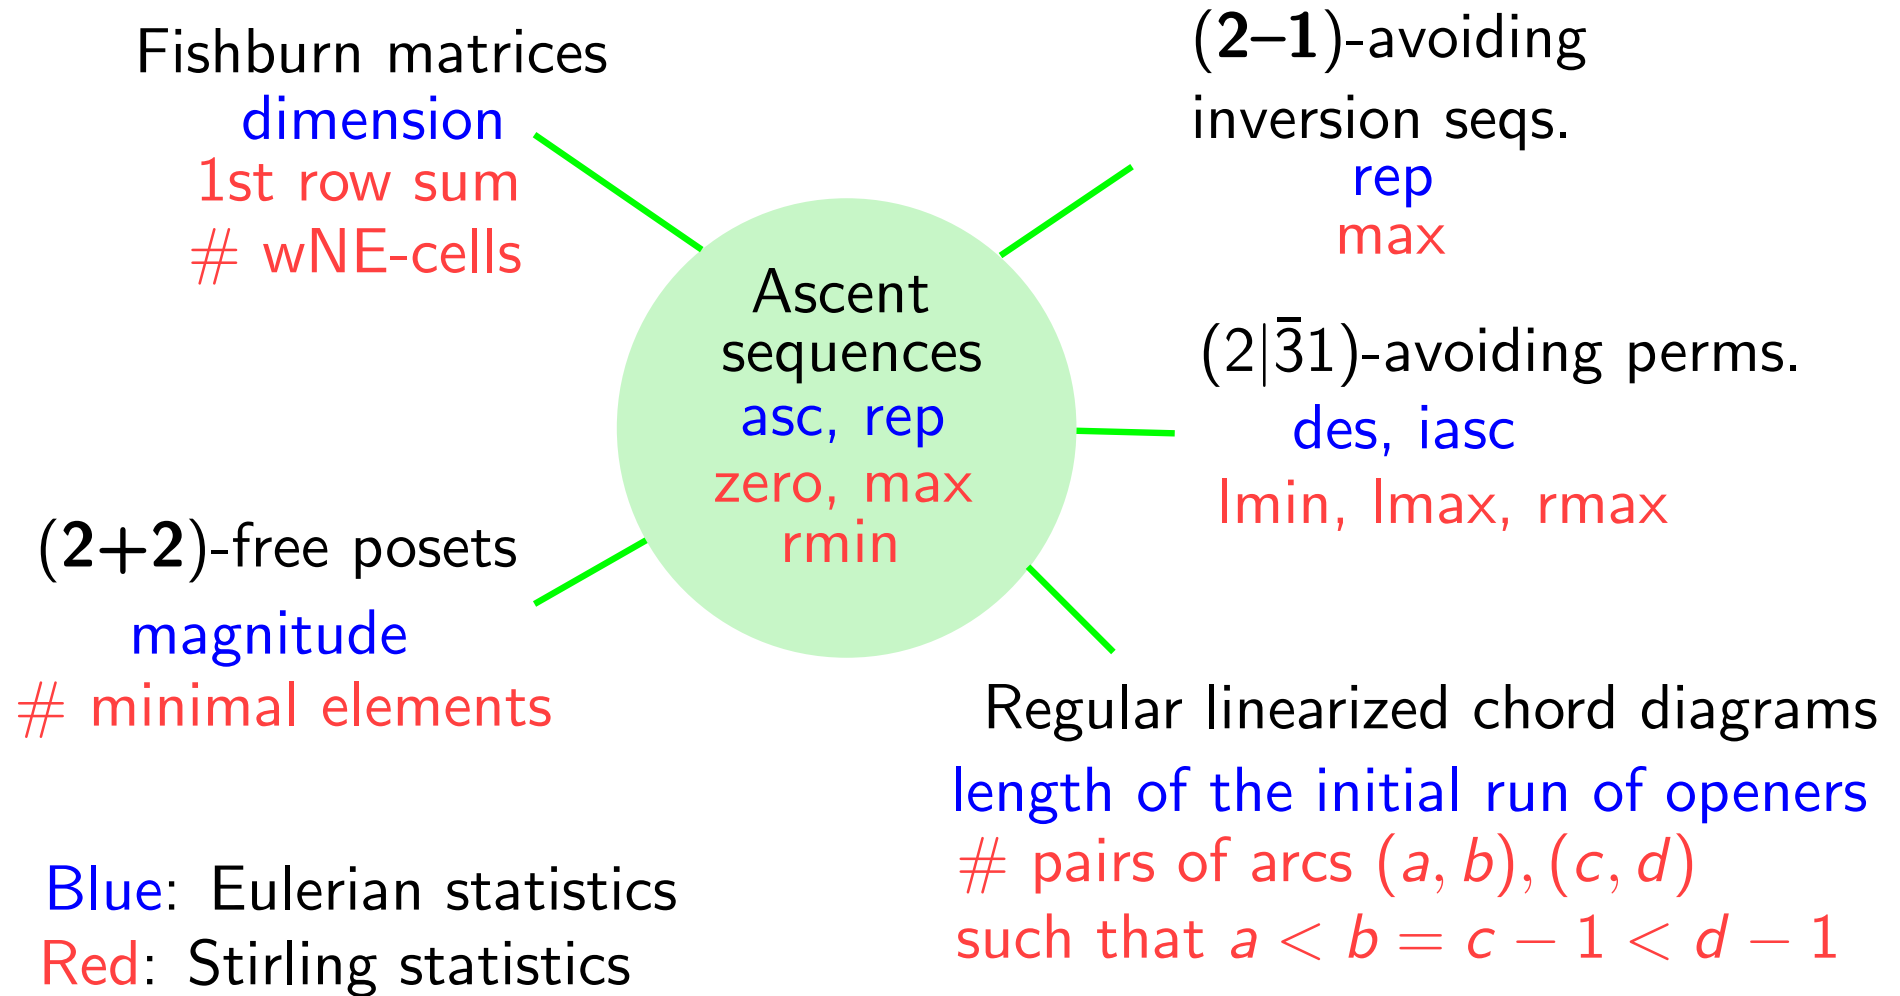 Fishburn matrices
dimension
1st row sum
# wNE-cells
(2–1)-avoiding
inversion seqs.
rep
max
Ascent
sequences
asc, rep
zero, max
rmin
(2|3̅1)-avoiding perms.
des, iasc
lmin, lmax, rmax
(2+2)-free posets
magnitude
# minimal elements
Regular linearized chord diagrams
length of the initial run of openers
# pairs of arcs (a, b), (c, d)
such that a < b = c − 1 < d − 1
Blue: Eulerian statistics
Red: Stirling statistics